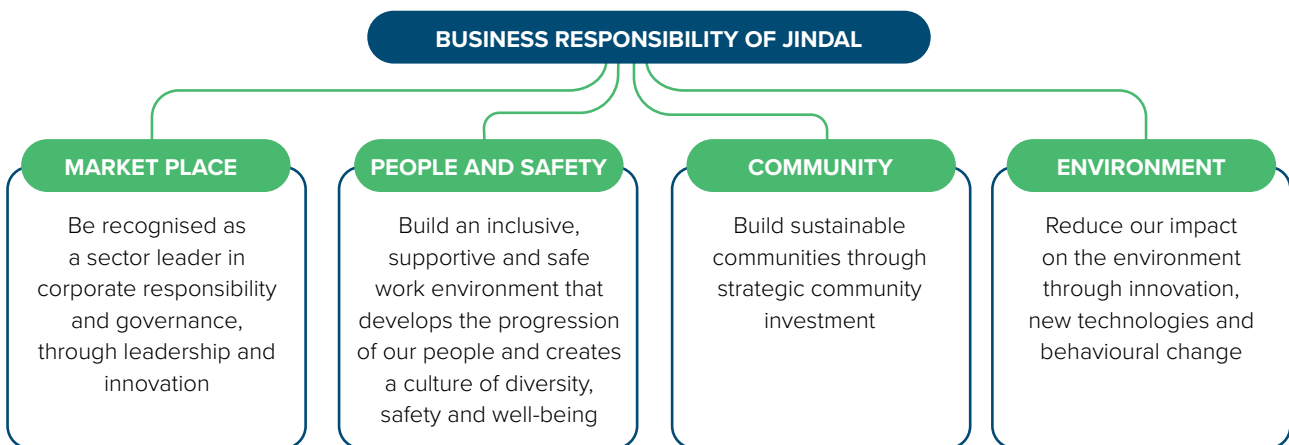 BUSINESS RESPONSIBILITY OF JINDAL
MARKET PLACE
Be recognised as
a sector leader in
corporate responsibility
and governance,
through leadership and
innovation
PEOPLE AND SAFETY
Build an inclusive,
supportive and safe
work environment that
develops the progression
of our people and creates
a culture of diversity,
safety and well-being
COMMUNITY
Build sustainable
communities through
strategic community
investment
ENVIRONMENT
Reduce our impact
on the environment
through innovation,
new technologies and
behavioural change